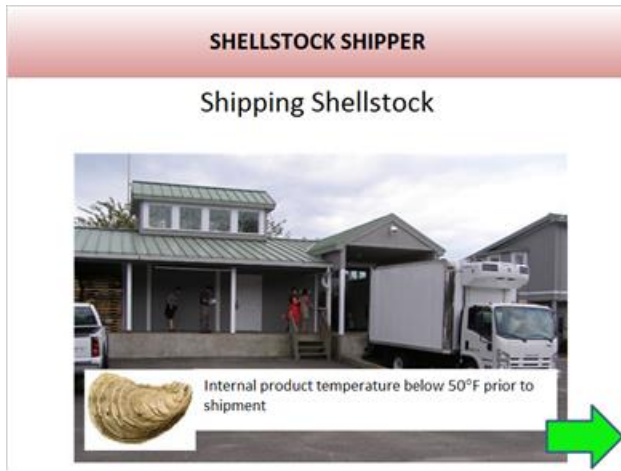 SHELLSTOCK SHIPPER
Shipping Shellstock
Internal product temperature below 50°F prior to
shipment